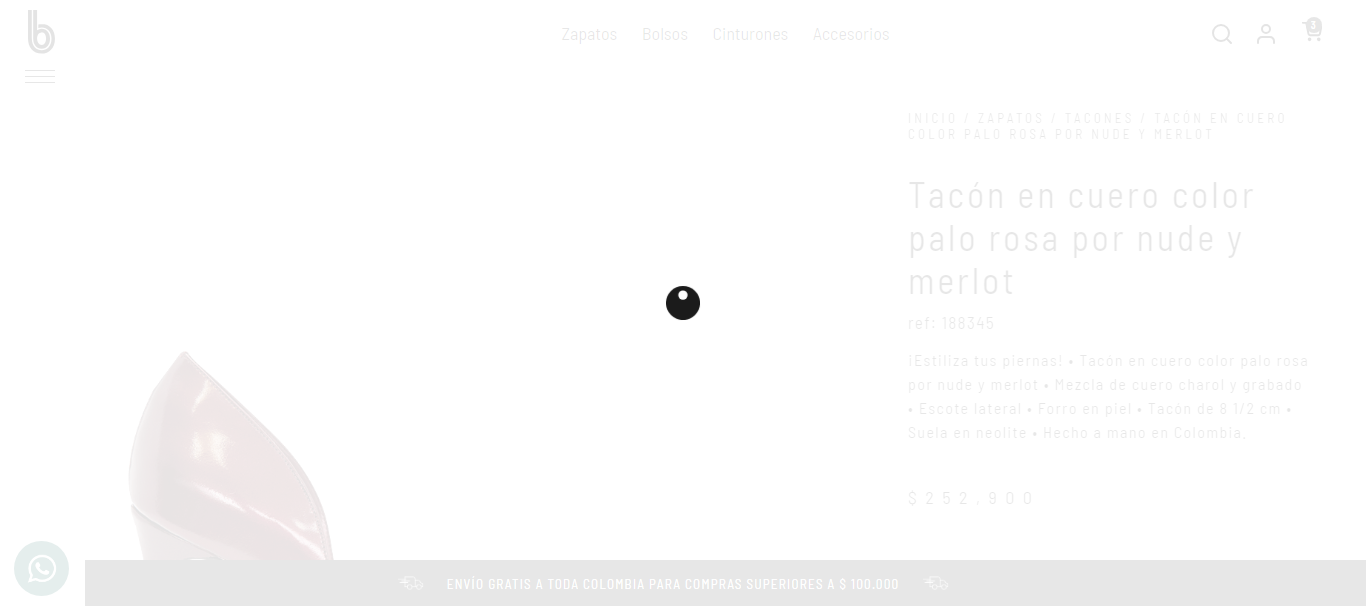 b
Zapatos Bolsos Cinturones Accesorios
3
INICIO / ZAPATOS / TACONES / TACÓN EN CUERO
COLOR PALO ROSA POR NUDE Y MERLOT
Tacón en cuero color
palo rosa por nude y
merlot
ref: 168345
¡Estiliza tus piernas! • Tacón en cuero color palo rosa
por nude y merlot • Mezcla de cuero charol y grabado
• Escote lateral • Forro en piel • Tacón de 8 1/2 cm •
Suela en neolite • Hecho a mano en Colombia.
$252,900
ENVÍO GRATIS A TODA COLOMBIA PARA COMPRAS SUPERIORES A $ 100.000